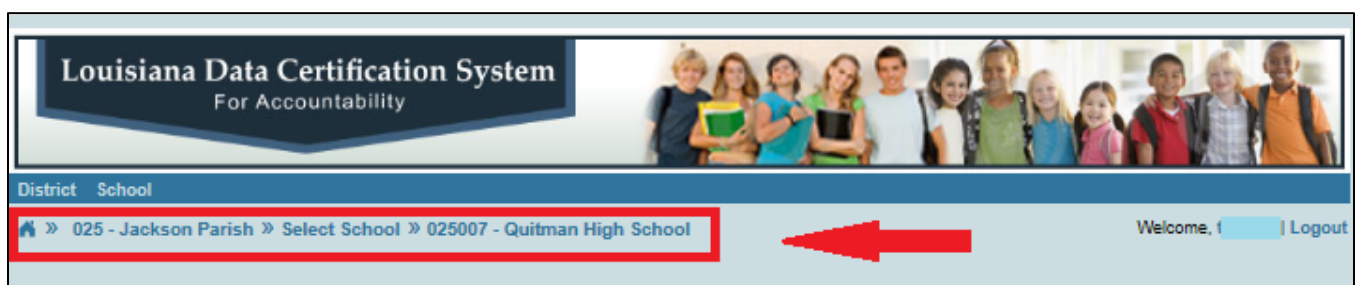 Louisiana Data Certification System
For Accountability
District School
» 025 - Jackson Parish » Select School » 025007 - Quitman High School
Welcome, t | Logout